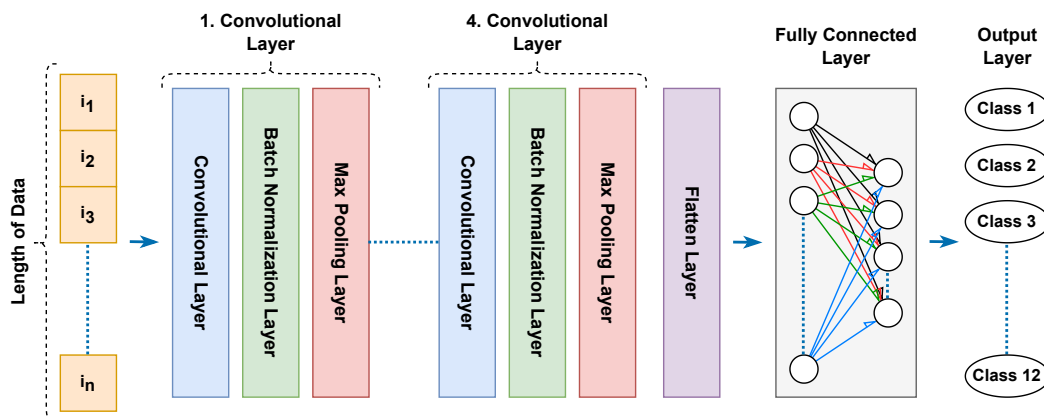 1. Convolutional
Layer
4. Convolutional
Layer
Fully Connected
Layer
Output
Layer
Length of Data
i1
i2
i3
in
Convolutional Layer
Batch Normalization Layer
Max Pooling Layer
Convolutional Layer
Batch Normalization Layer
Max Pooling Layer
Flatten Layer
Class 1
Class 2
Class 3
Class 12